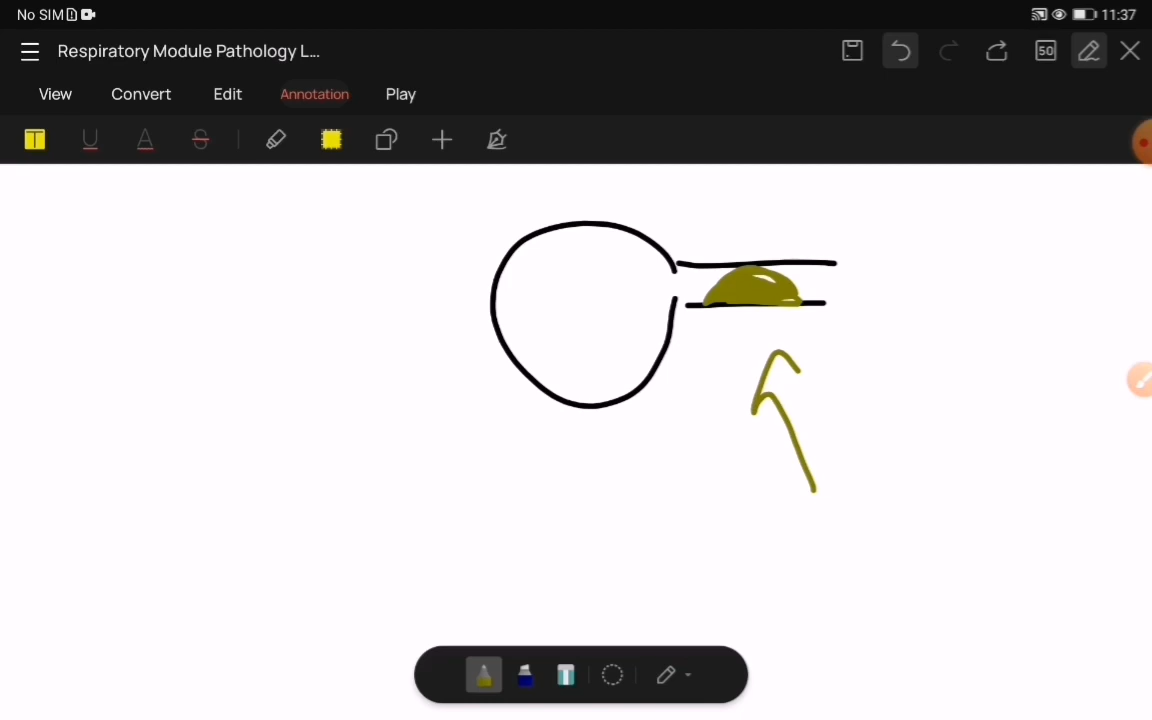 No SIM 11:37
Respiratory Module Pathology L... 50
View Convert Edit Annotation Play
T U A S